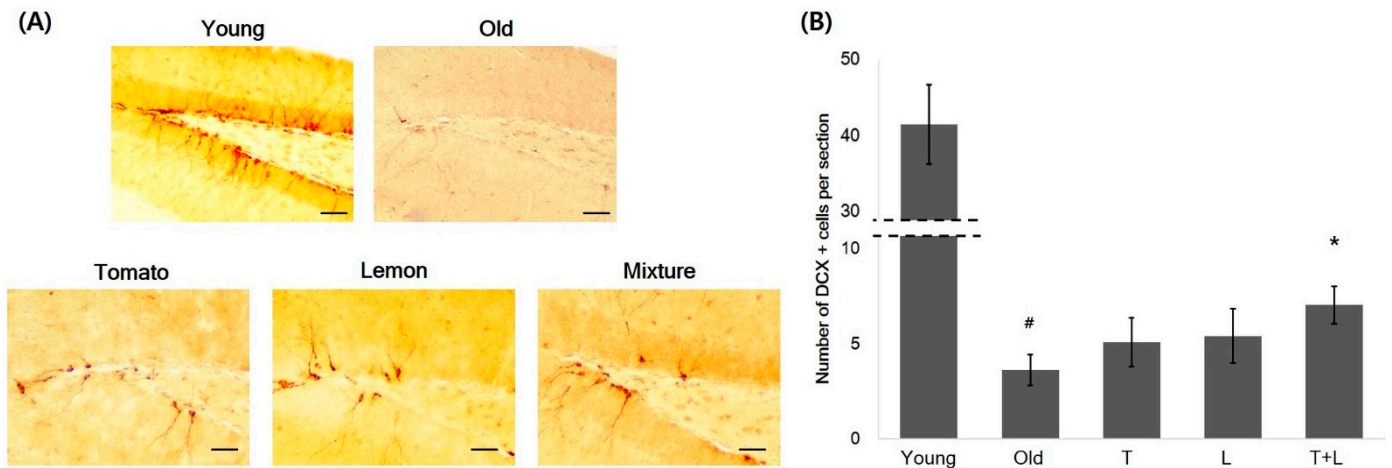 (A)
Young Old
Tomato Lemon Mixture
(B)
Number of DCX + cells per section
50
40
30
10
5
0
#
*
Young Old T L T+L